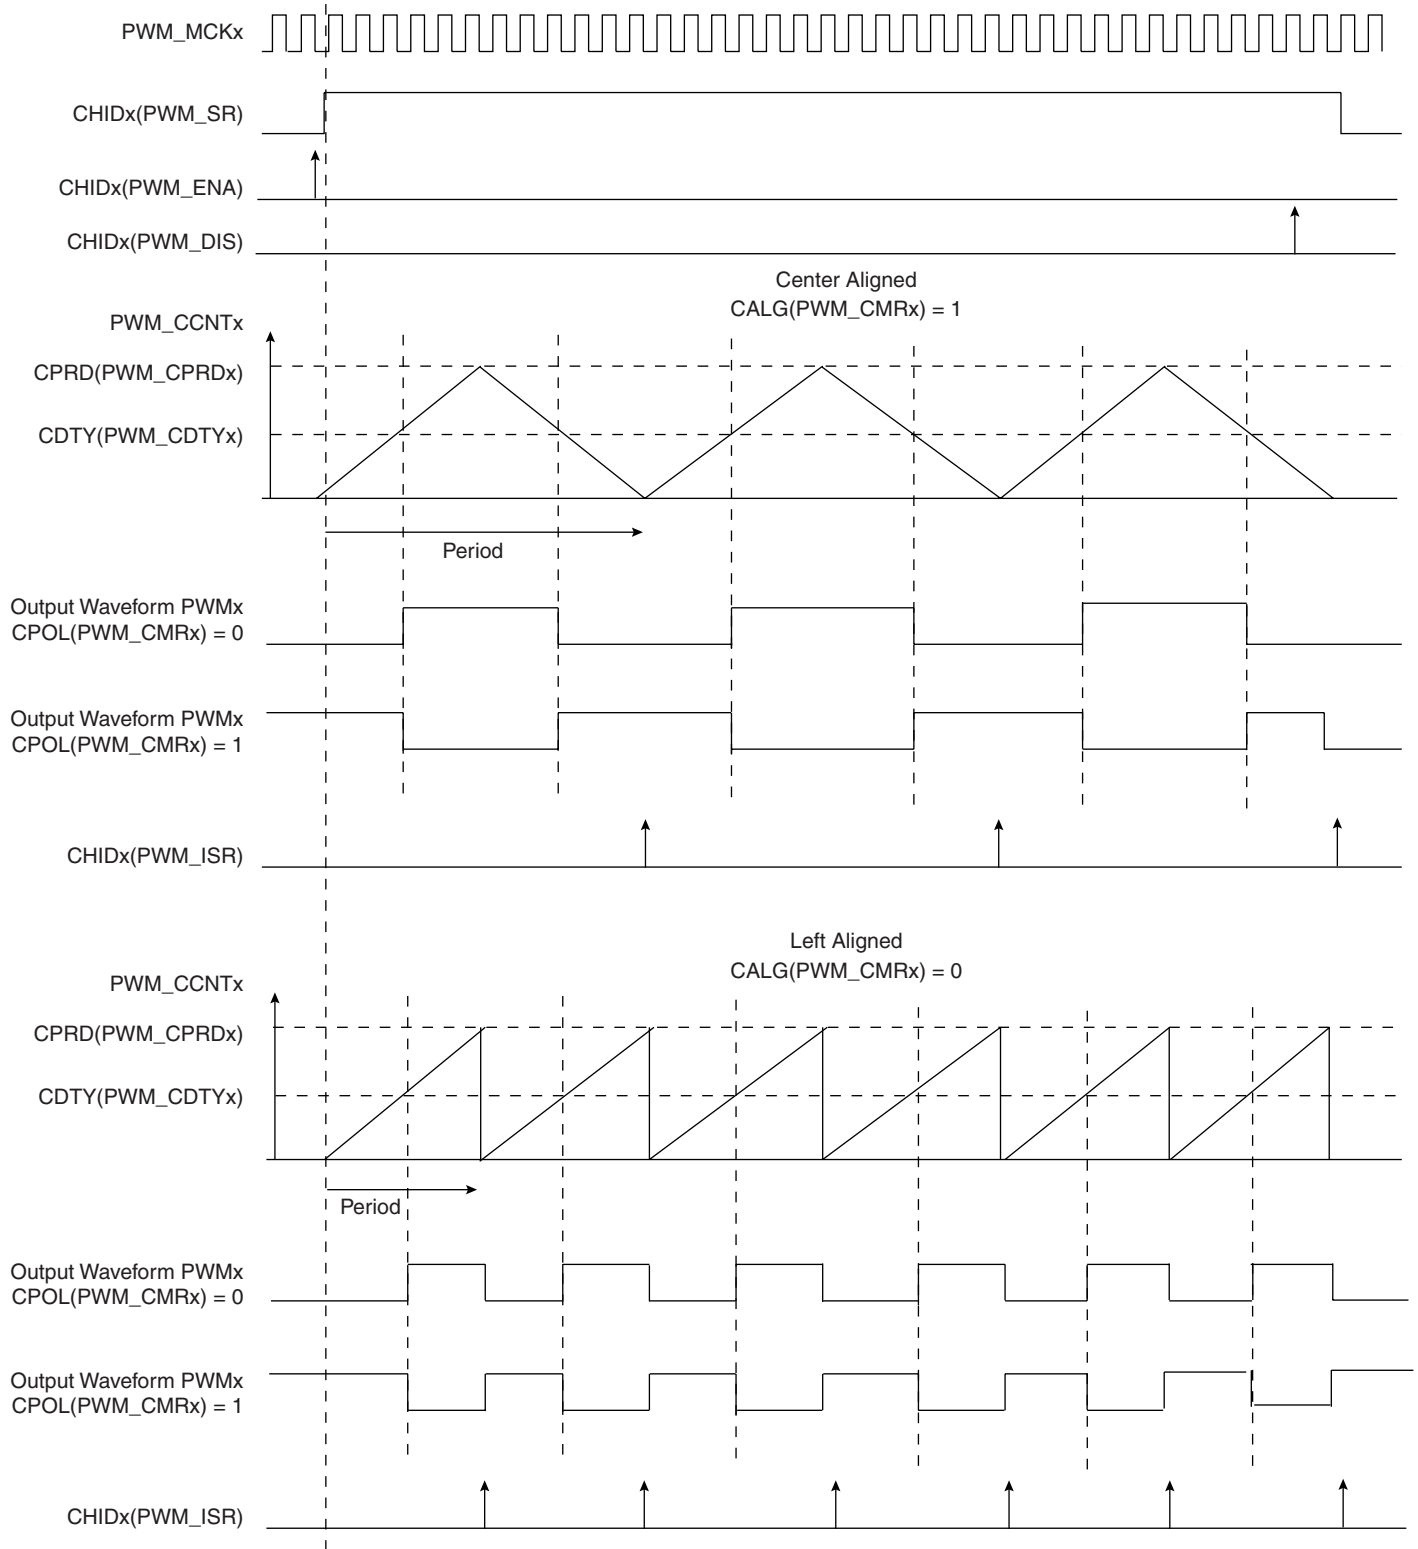 PWM_MCKx
CHIDx(PWM_SR)
CHIDx(PWM_ENA)
CHIDx(PWM_DIS)
Center Aligned
CALG(PWM_CMRx) = 1
PWM_CCNTx
CPRD(PWM_CPRDx)
CDTY(PWM_CDTYx)
Period
Output Waveform PWMx
CPOL(PWM_CMRx) = 0
Output Waveform PWMx
CPOL(PWM_CMRx) = 1
CHIDx(PWM_ISR)
Left Aligned
CALG(PWM_CMRx) = 0
PWM_CCNTx
CPRD(PWM_CPRDx)
CDTY(PWM_CDTYx)
Period
Output Waveform PWMx
CPOL(PWM_CMRx) = 0
Output Waveform PWMx
CPOL(PWM_CMRx) = 1
CHIDx(PWM_ISR)